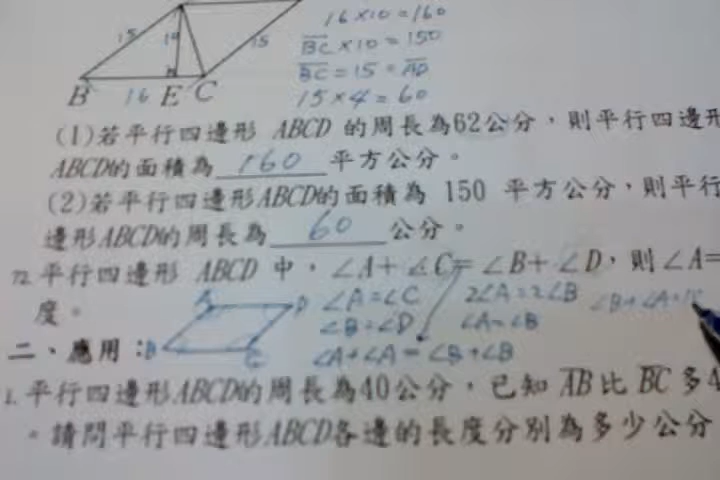 15
10
15
B 16 E C
16×10=160
BC×10=150
BC=15=AD
15×4=60
(1)若平行四邊形 ABCD 的周長為62公分,則平行四邊形
ABCD的面積為 160 平方公分。
(2)若平行四邊形ABCD的面積為 150 平方公分,則平行
邊形ABCD的周長為 60 公分。
72 平行四邊形 ABCD 中,∠A+∠C=∠B+∠D,則∠A=
度。
A D
B C
∠A=∠C
∠B=∠D
∠A+∠A=∠B+∠B
2∠A=2∠B
∠A=∠B
∠B+∠A=
二、應用:
1. 平行四邊形ABCD的周長為40公分,已知 AB 比 BC 多4
。請問平行四邊形ABCD各邊的長度分別為多少公分